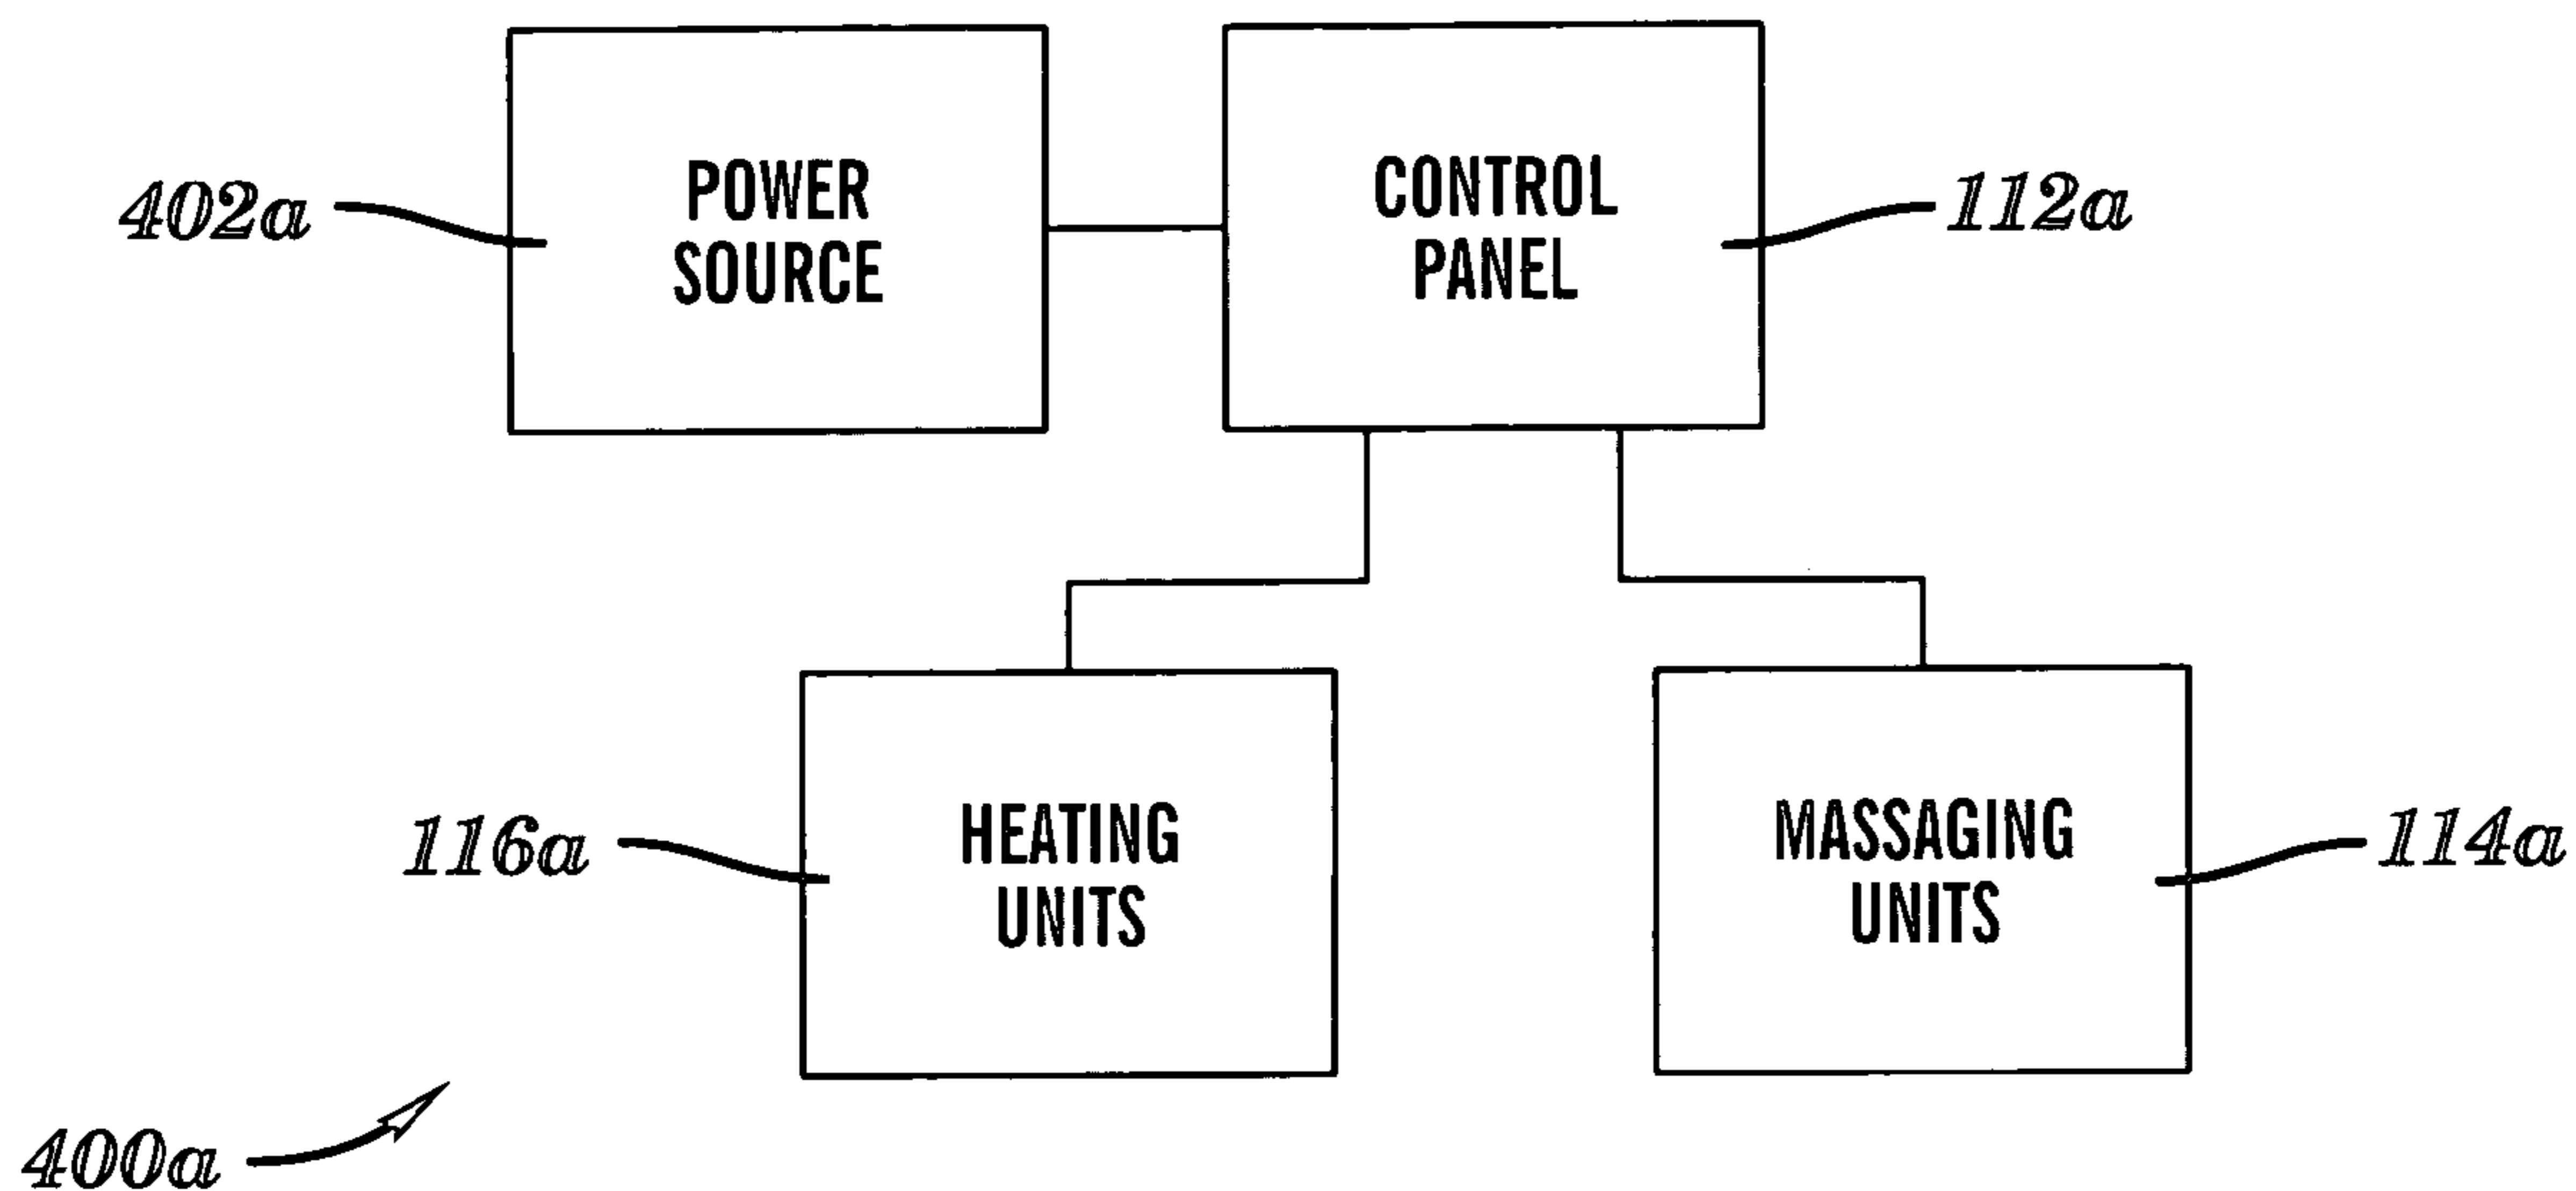 402a
POWER
SOURCE
CONTROL
PANEL
112a
116a
HEATING
UNITS
MASSAGING
UNITS
114a
400a